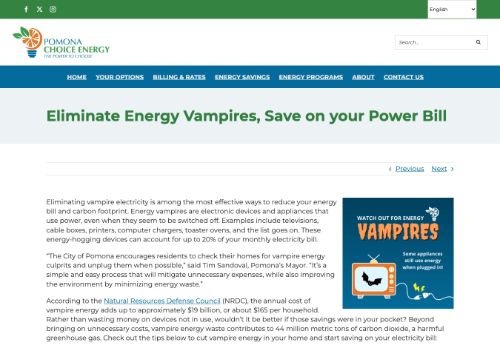 English
POMONA
CHOICE ENERGY
THE POWER TO CHOOSE
Search...
HOME YOUR OPTIONS BILLING & RATES ENERGY SAVINGS ENERGY PROGRAMS ABOUT CONTACT US
Eliminate Energy Vampires, Save on your Power Bill
Previous Next
Eliminating vampire electricity is among the most effective ways to reduce your energy
bill and carbon footprint. Energy vampires are electronic devices and appliances that
use power, even when they seem to be switched off. Examples include televisions,
cable boxes, printers, computer chargers, toaster ovens, and the list goes on. These
energy-hogging devices can account for up to 20% of your monthly electricity bill.
WATCH OUT FOR ENERGY
VAMPIRES
Some appliances
still use energy
when plugged in!
“The City of Pomona encourages residents to check their homes for vampire energy
culprits and unplug them when possible,” said Tim Sandoval, Pomona’s Mayor. “It’s a
simple and easy process that will mitigate unnecessary expenses, while also improving
the environment by minimizing energy waste.”
According to the Natural Resources Defense Council (NRDC), the annual cost of
vampire energy adds up to approximately $19 billion, or about $165 per household.
Rather than wasting money on devices not in use, wouldn’t it be better if those savings were in your pocket? Beyond
bringing on unnecessary costs, vampire energy waste contributes to 44 million metric tons of carbon dioxide, a harmful
greenhouse gas. Check out the tips below to cut vampire energy in your home and start saving on your electricity bill: